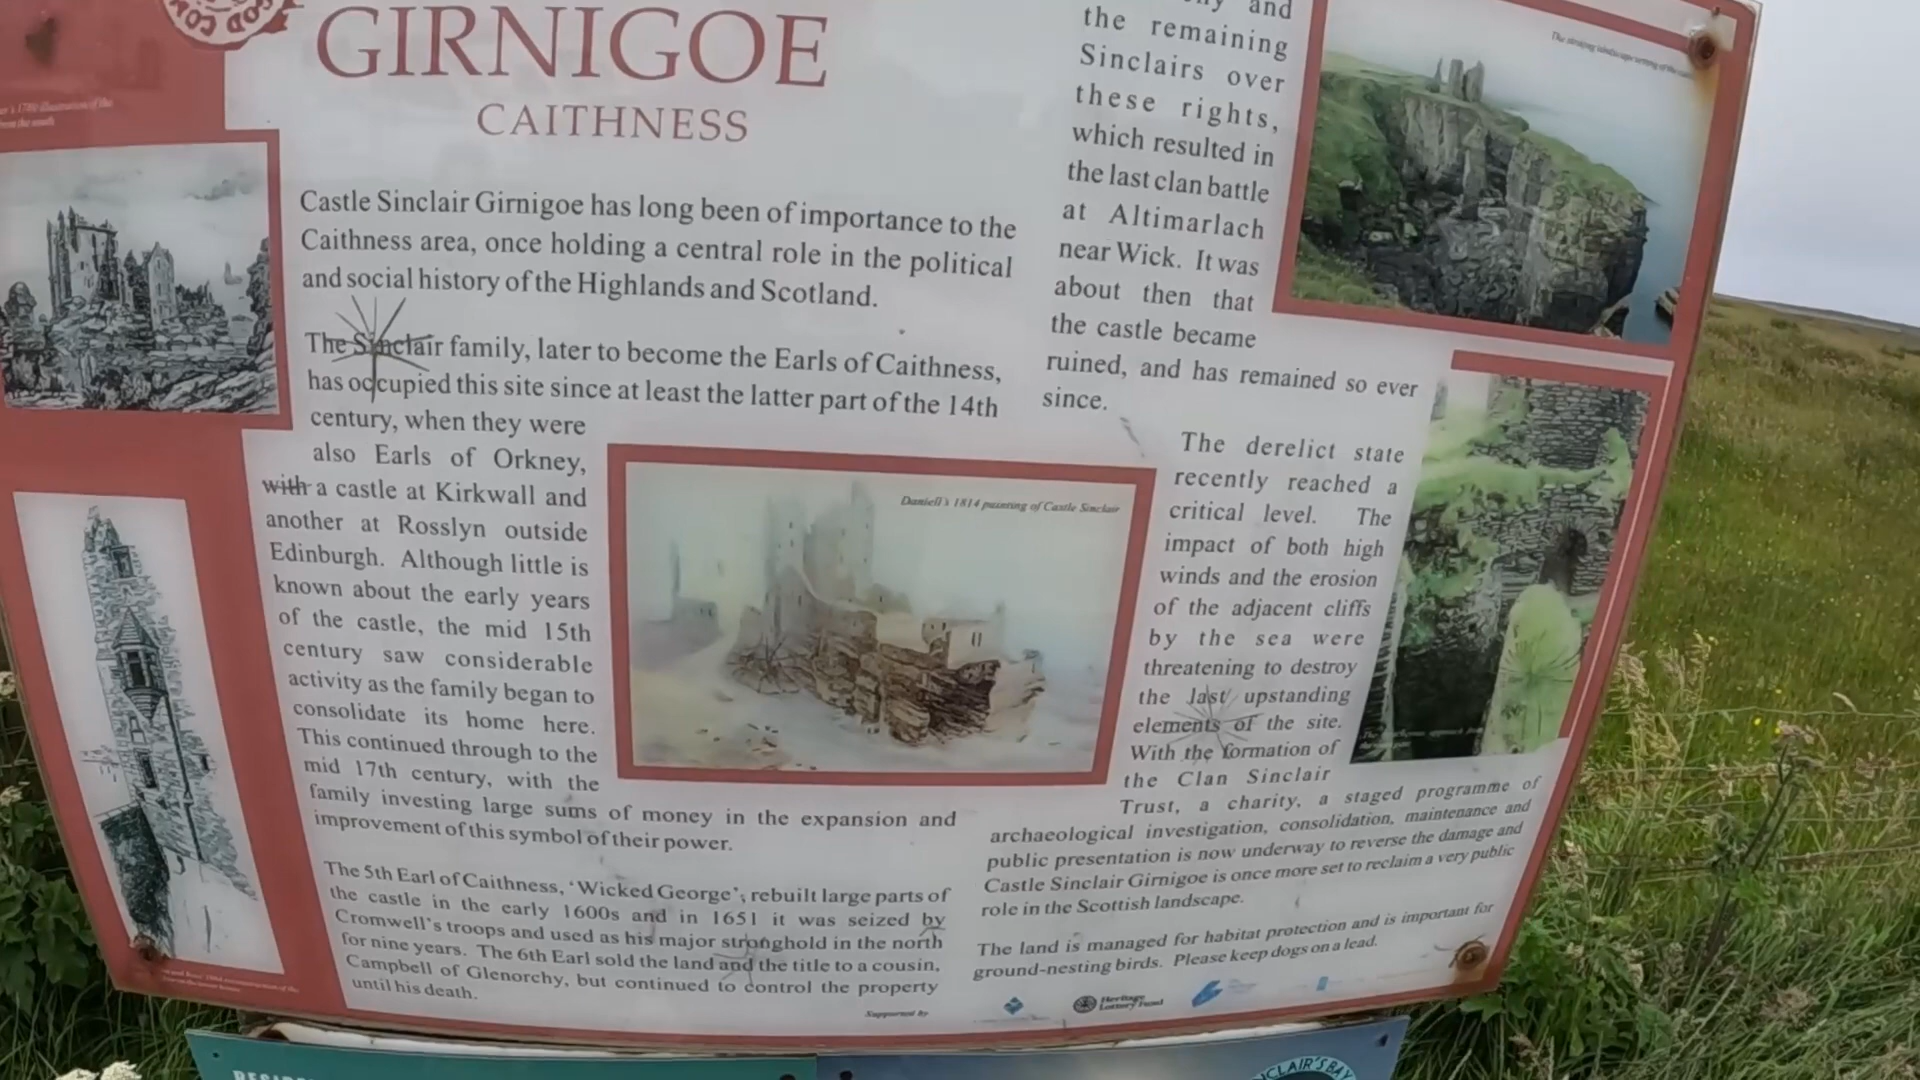 GOD COM
GIRNIGOE
CAITHNESS
Castle Sinclair Girnigoe has long been of importance to the
Caithness area, once holding a central role in the political
and social history of the Highlands and Scotland.
The Sinclair family, later to become the Earls of Caithness,
has occupied this site since at least the latter part of the 14th
century, when they were
also Earls of Orkney,
with a castle at Kirkwall and
another at Rosslyn outside
Edinburgh. Although little is
known about the early years
of the castle, the mid 15th
century saw considerable
activity as the family began to
consolidate its home here.
This continued through to the
mid 17th century, with the
family investing large sums of money in the expansion and
improvement of this symbol of their power.
The 5th Earl of Caithness, 'Wicked George', rebuilt large parts of
the castle in the early 1600s and in 1651 it was seized by
Cromwell's troops and used as his major stronghold in the north
for nine years. The 6th Earl sold the land and the title to a cousin,
Campbell of Glenorchy, but continued to control the property
until his death.
Daniell's 1814 painting of Castle Sinclair
and
the remaining
Sinclairs over
these rights,
which resulted in
the last clan battle
at Altimarlach
near Wick. It was
about then that
the castle became
ruined, and has remained so ever
since.
The derelict state
recently reached a
critical level. The
impact of both high
winds and the erosion
of the adjacent cliffs
by the sea were
threatening to destroy
the last upstanding
elements of the site.
With the formation of
the Clan Sinclair
Trust, a charity, a staged programme of
archaeological investigation, consolidation, maintenance and
public presentation is now underway to reverse the damage and
Castle Sinclair Girnigoe is once more set to reclaim a very public
role in the Scottish landscape.
The land is managed for habitat protection and is important for
ground-nesting birds. Please keep dogs on a lead.
Supported by
Heritage
Lottery Fund
CLAIR'S BAY